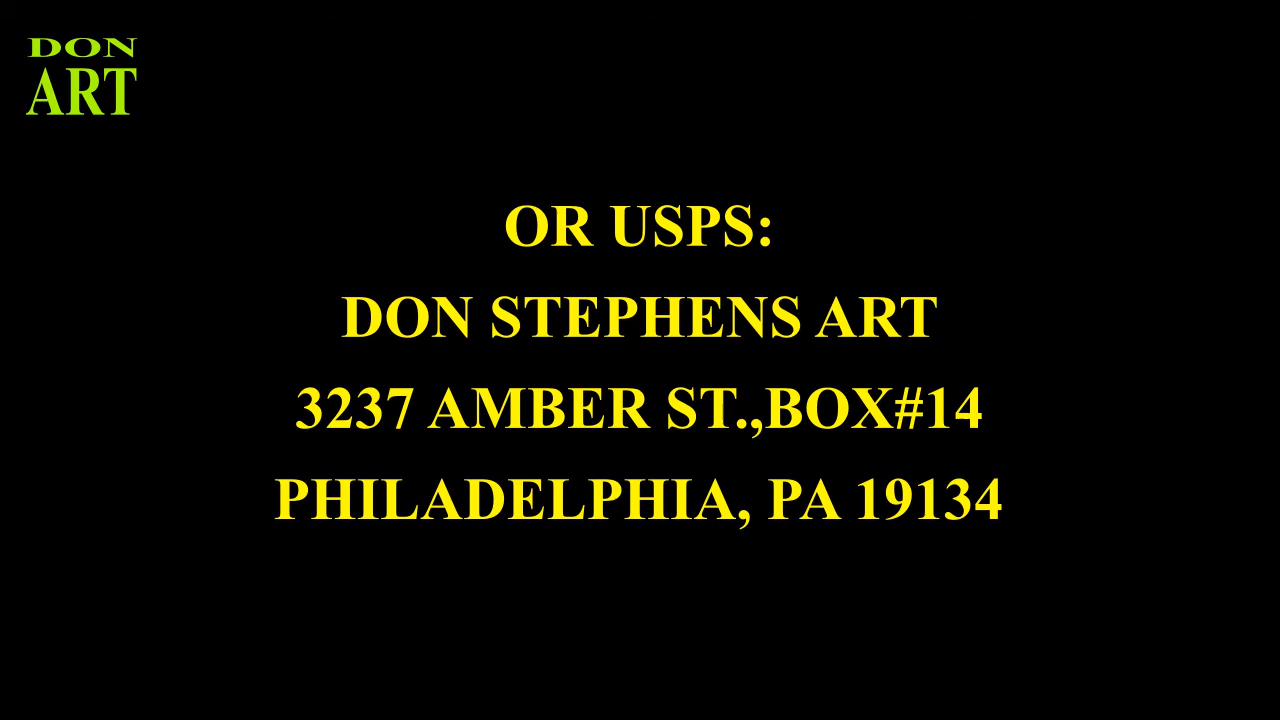 DON
ART
OR USPS:
DON STEPHENS ART
3237 AMBER ST.,BOX#14
PHILADELPHIA, PA 19134